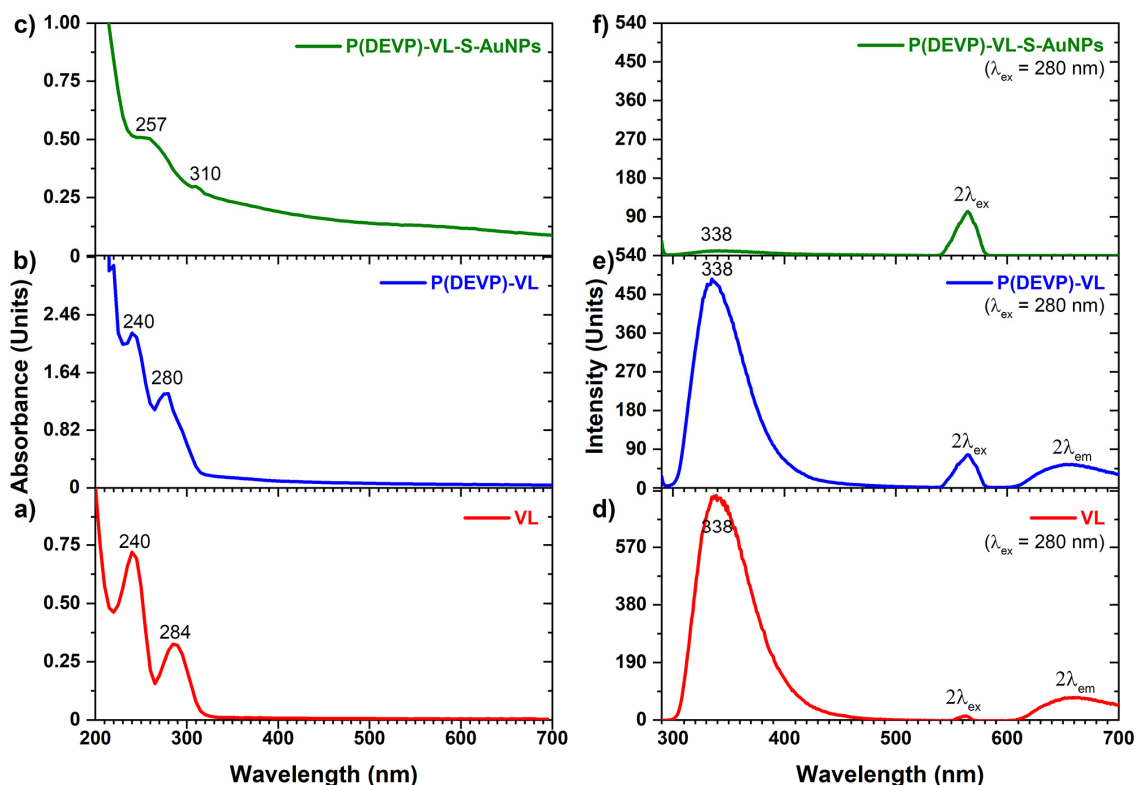 c)
1.00
0.75
0.50
0.25
0
P(DEVP)-VL-S-AuNPs
257
310
b)
2.46
1.64
0.82
0
P(DEVP)-VL
240
280
a)
0.75
0.50
0.25
0
VL
240
284
200 300 400 500 600 700
Wavelength (nm)
Absorbance (Units)
f)
540
450
360
270
180
90
P(DEVP)-VL-S-AuNPs
(λex = 280 nm)
338
2λex
e)
540
450
360
270
180
90
0
P(DEVP)-VL
(λex = 280 nm)
338
2λex
2λem
d)
570
380
190
0
VL
(λex = 280 nm)
338
2λex
2λem
300 400 500 600 700
Wavelength (nm)
Intensity (Units)